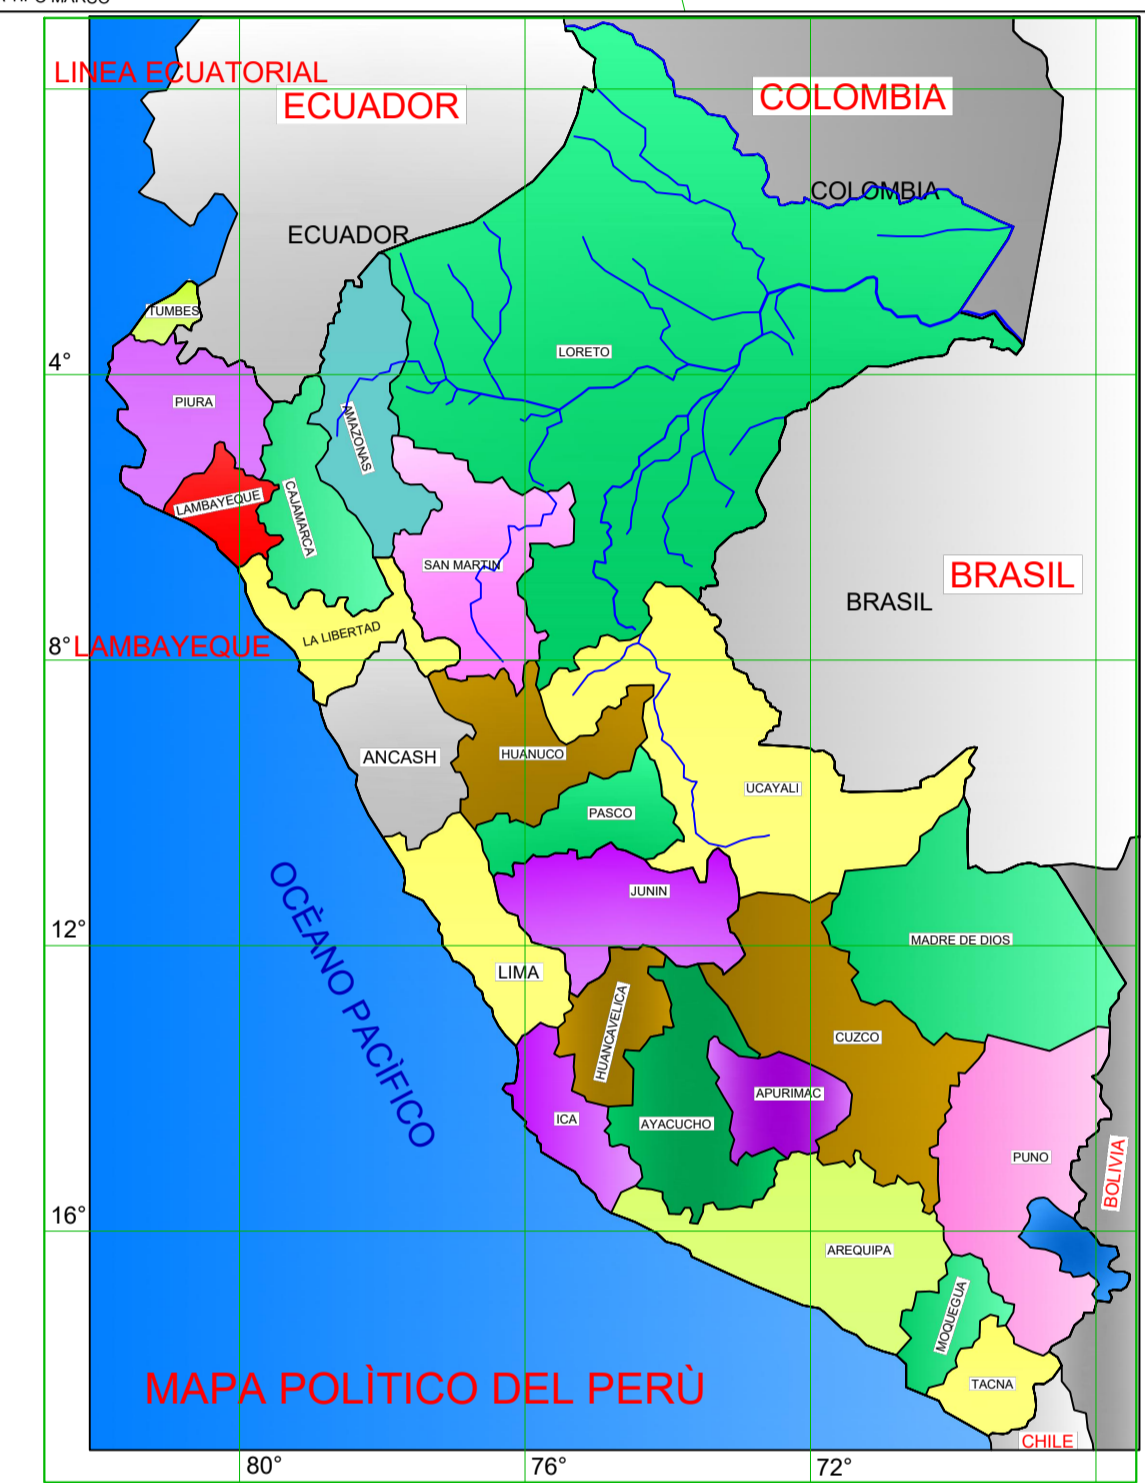 LINEA ECUATORIAL
ECUADOR
COLOMBIA
COLOMBIA
ECUADOR
TUMBES
LORETO
4°
PIURA
AMAZONAS
LAMBAYEQUE
CAJAMARCA
SAN MARTIN
BRASIL
BRASIL
LA LIBERTAD
8°
LAMBAYEQUE
ANCASH
HUANUCO
UCAYALI
PASCO
JUNIN
OCÈANO PACÌFICO
12°
MADRE DE DIOS
LIMA
HUANCAVELICA
CUZCO
APURIMAC
ICA
AYACUCHO
PUNO
BOLIVIA
16°
AREQUIPA
MOQUEGUA
MAPA POLÌTICO DEL PERÙ
TACNA
CHILE
80°
76°
72°